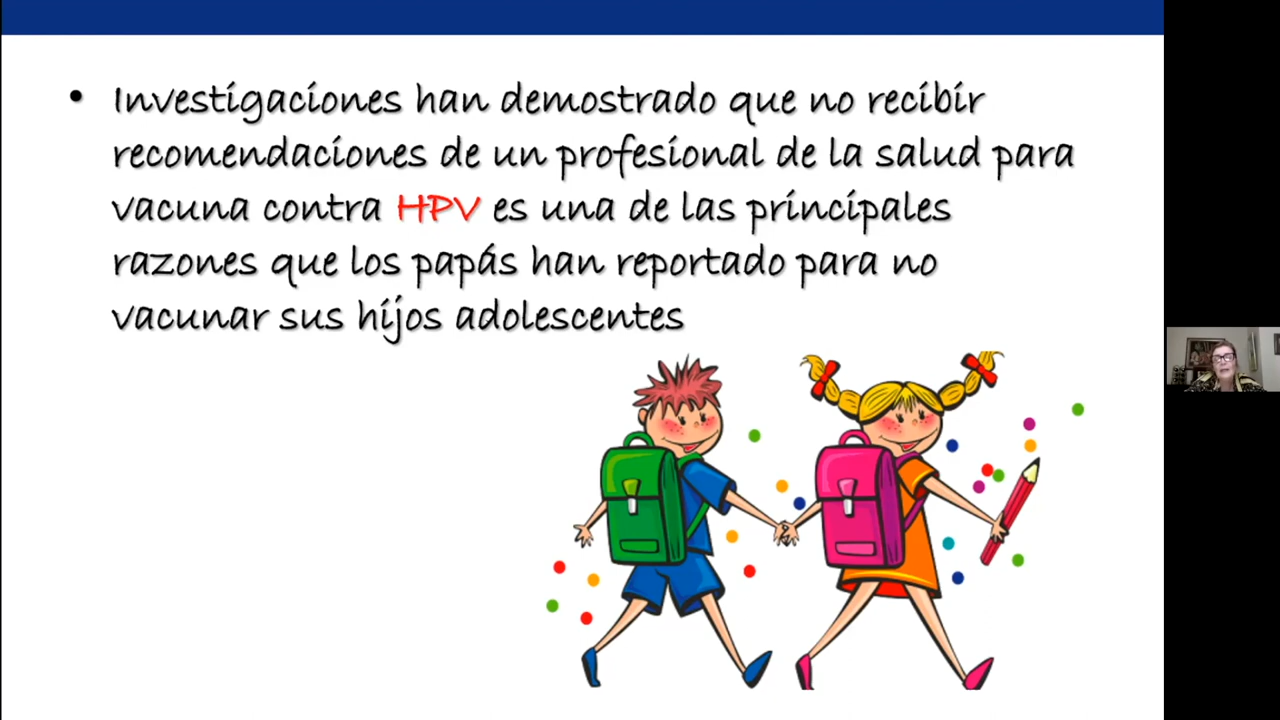 • Investigaciones han demostrado que no recibir
recomendaciones de un profesional de la salud para
vacuna contra HPV es una de las principales
razones que los papás han reportado para no
vacunar sus hijos adolescentes